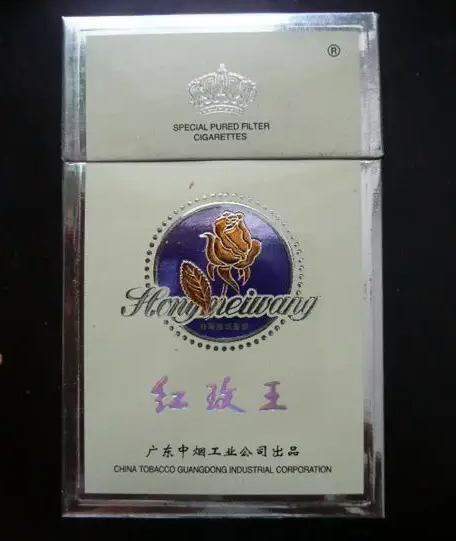 ®
SPECIAL PURED FILTER
CIGARETTES
Hongmeiwang
红玫王
广东中烟工业公司出品
CHINA TOBACCO GUANGDONG INDUSTRIAL CORPORATION